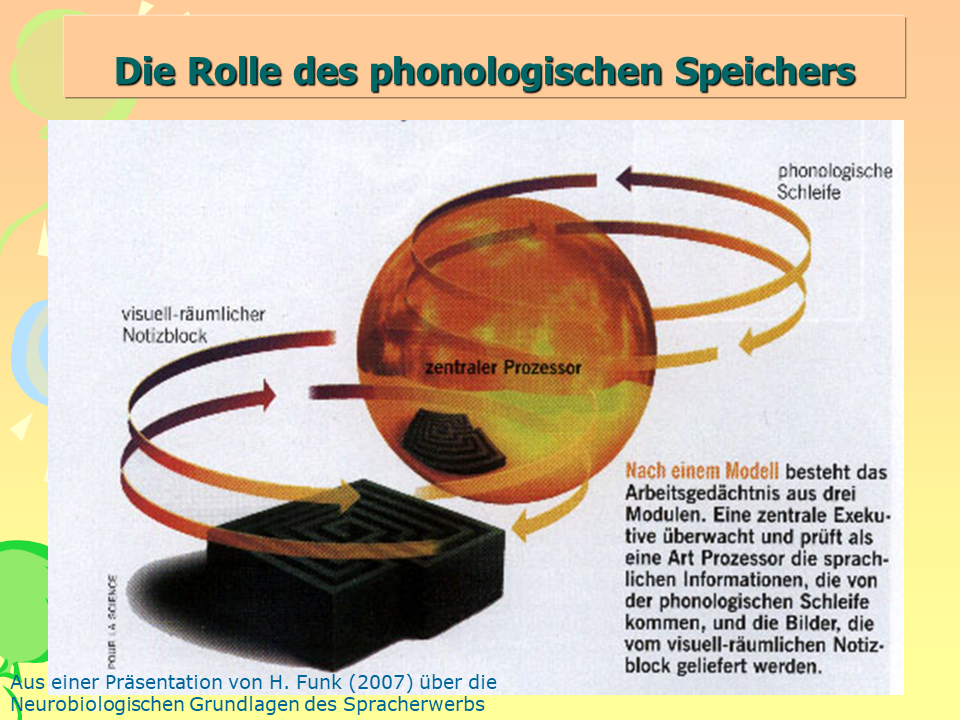 Die Rolle des phonologischen Speichers
phonologische
Schleife
visuell-räumlicher
Notizblock
zentraler Prozessor
Nach einem Modell besteht das
Arbeitsgedächtnis aus drei
Modulen. Eine zentrale Exeku-
tive überwacht und prüft als
eine Art Prozessor die sprach-
lichen Informationen, die von
der phonologischen Schleife
kommen, und die Bilder, die
vom visuell-räumlichen Notiz-
block geliefert werden.
POUR LA SCIENCE
Aus einer Präsentation von H. Funk (2007) über die
Neurobiologischen Grundlagen des Spracherwerbs